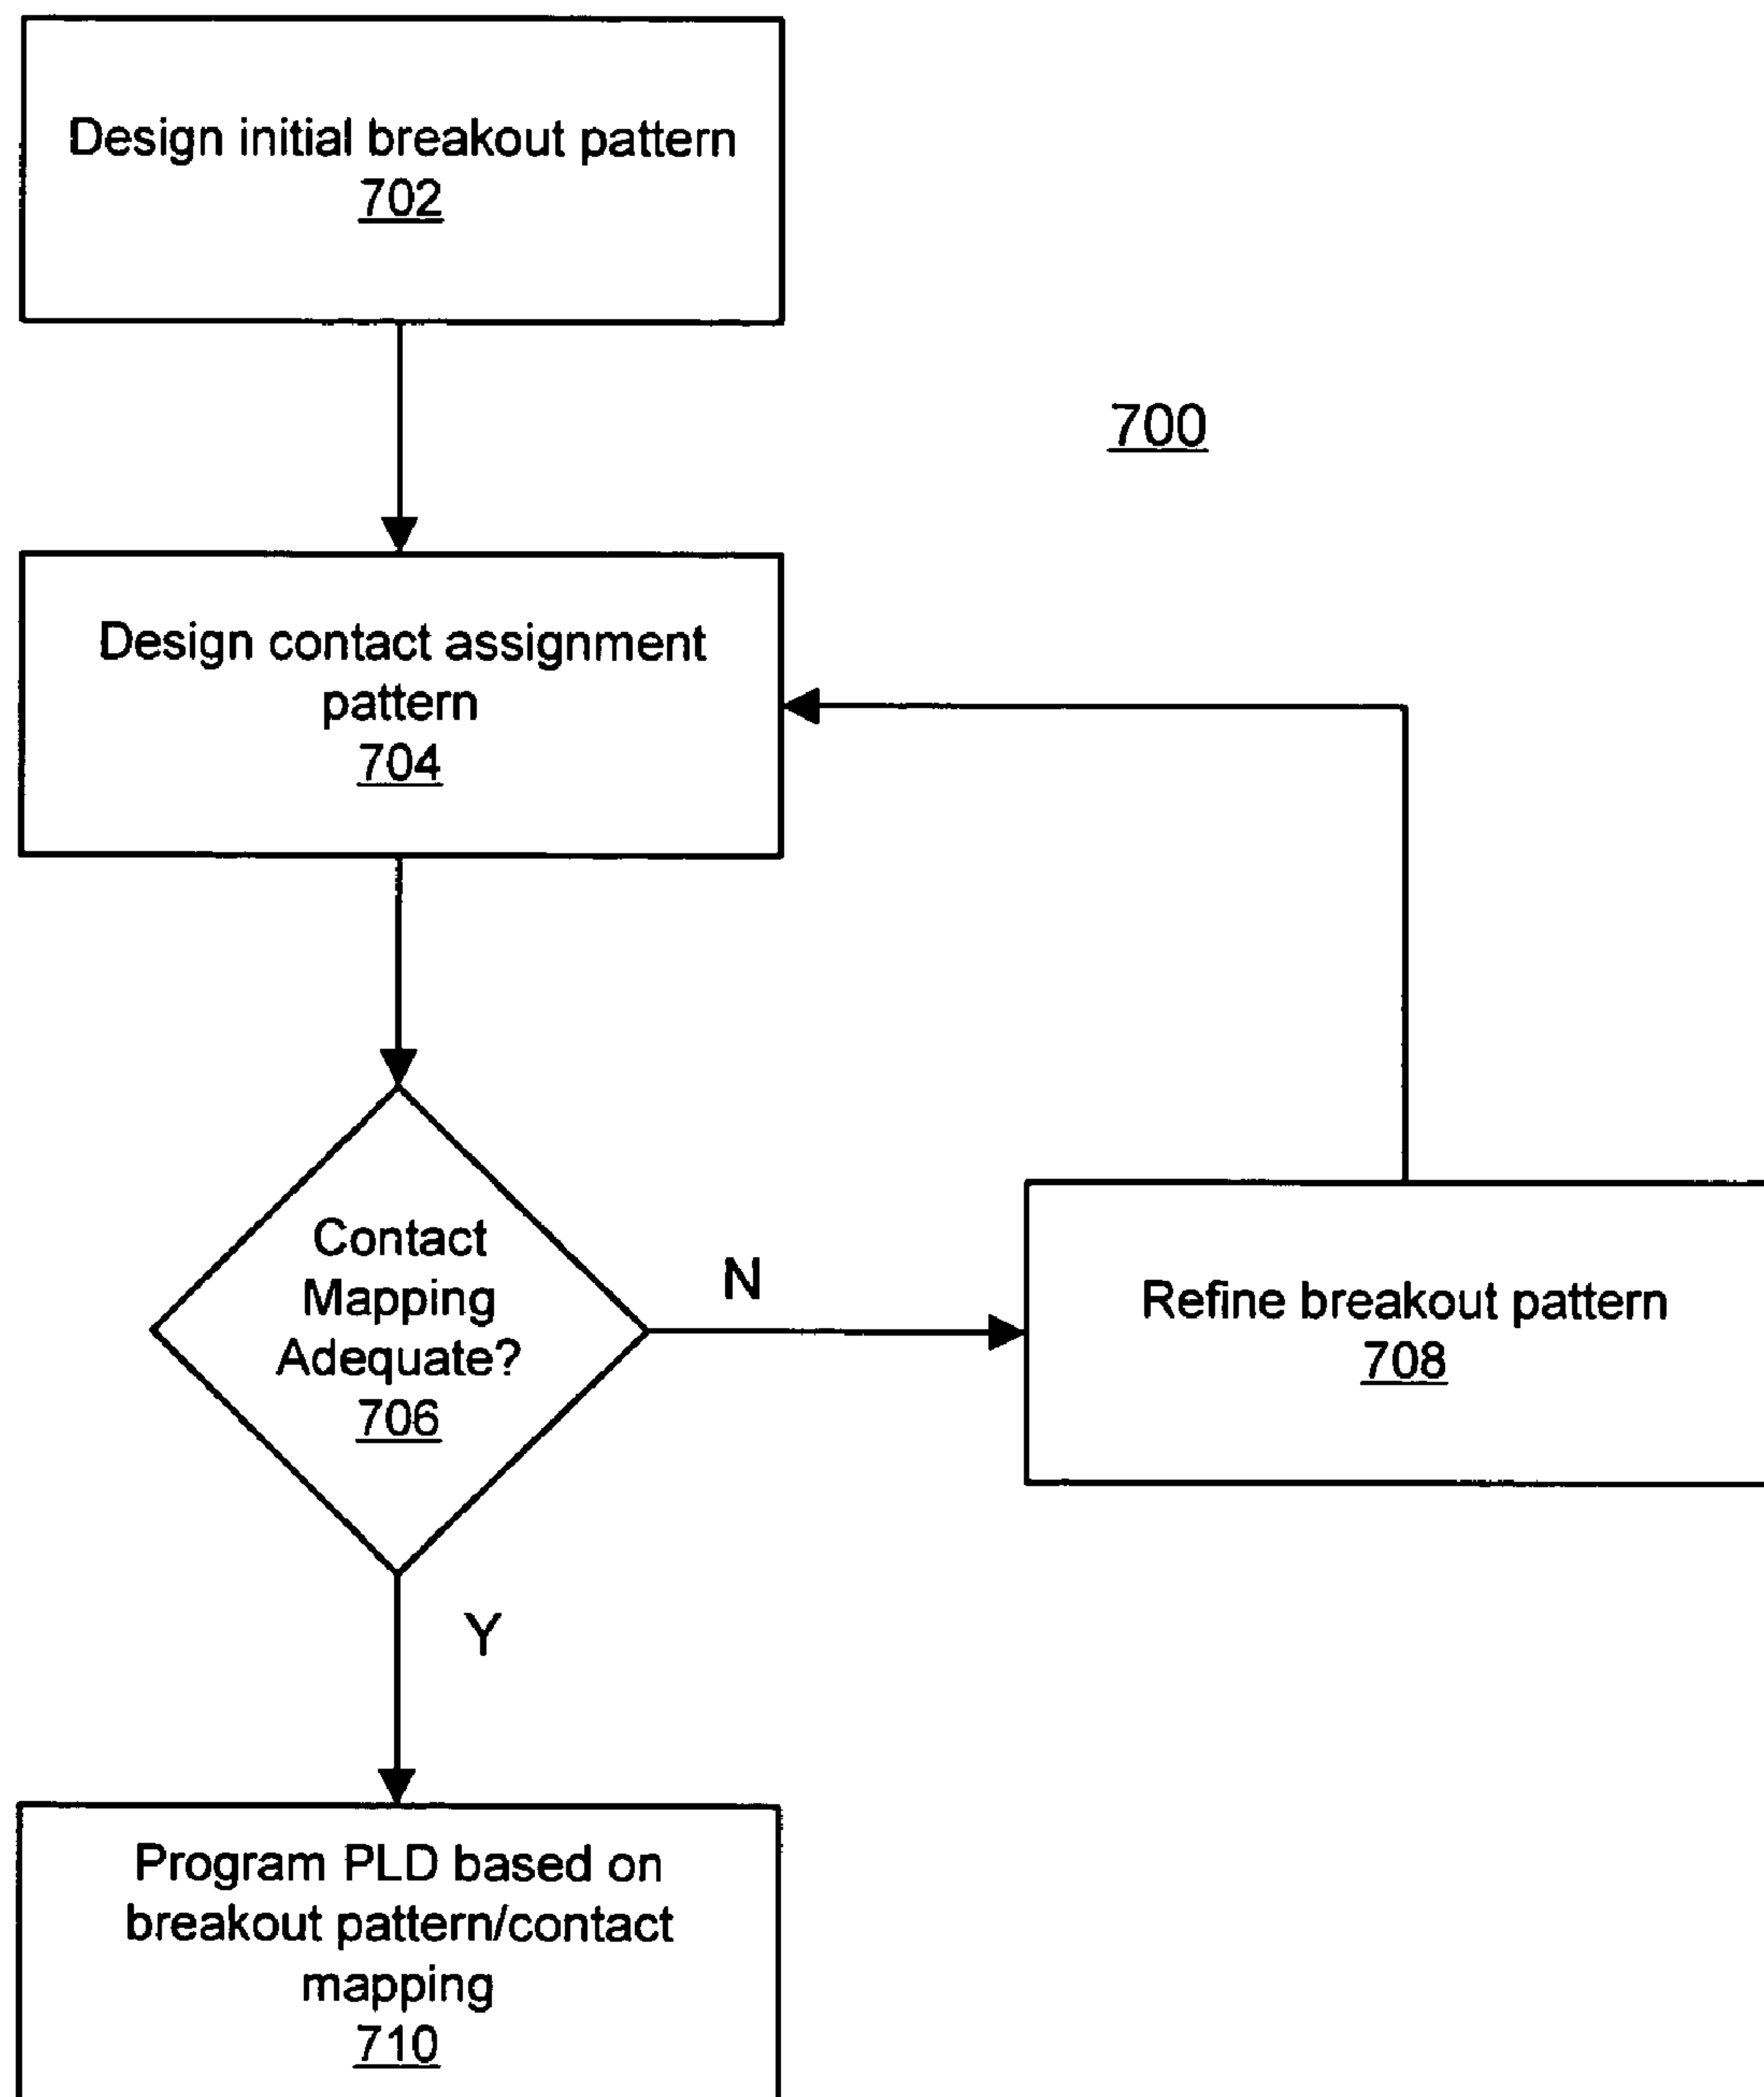 Design initial breakout pattern
702
700
Design contact assignment
pattern
704
Contact
Mapping
Adequate?
706
N
Refine breakout pattern
708
Y
Program PLD based on
breakout pattern/contact
mapping
710